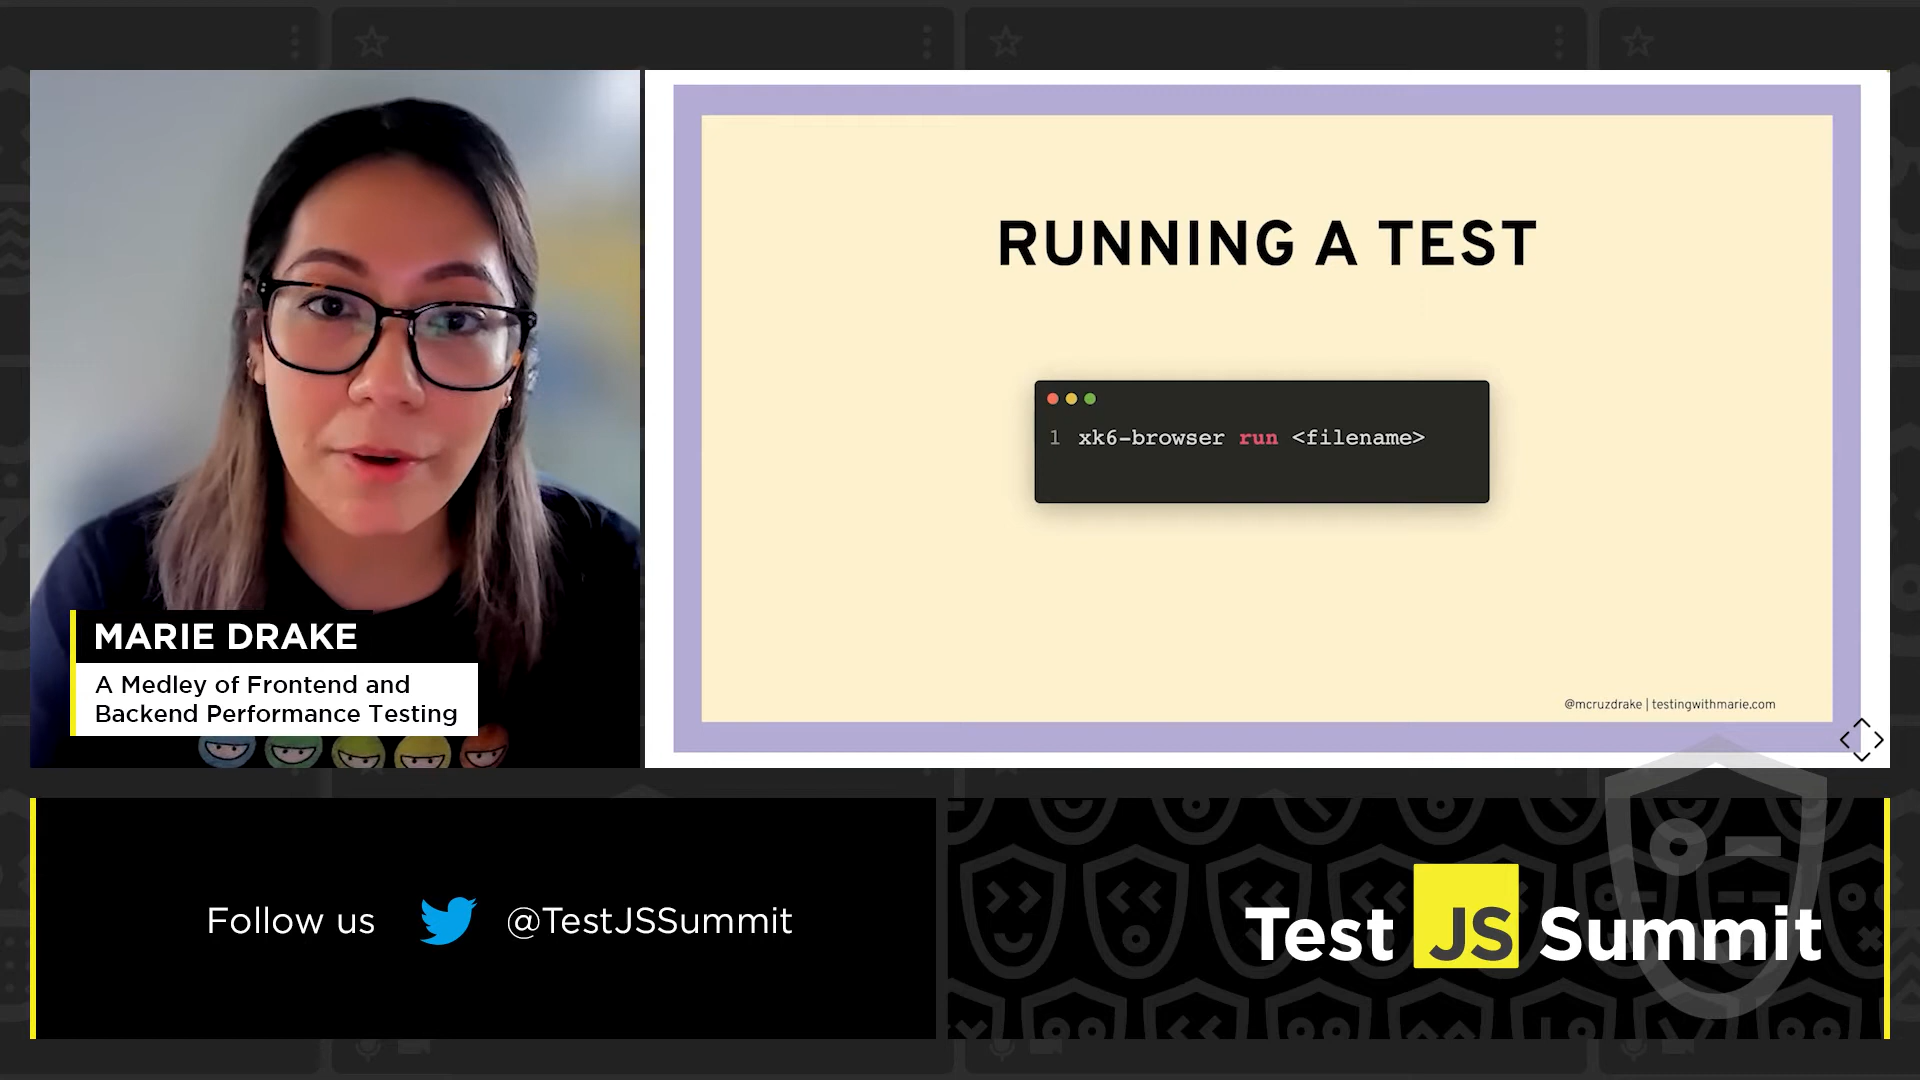 RUNNING A TEST
1 xk6-browser run <filename>
@mcruzdrake | testingwithmarie.com
MARIE DRAKE
A Medley of Frontend and
Backend Performance Testing
Follow us @TestJSSummit
Test JS Summit